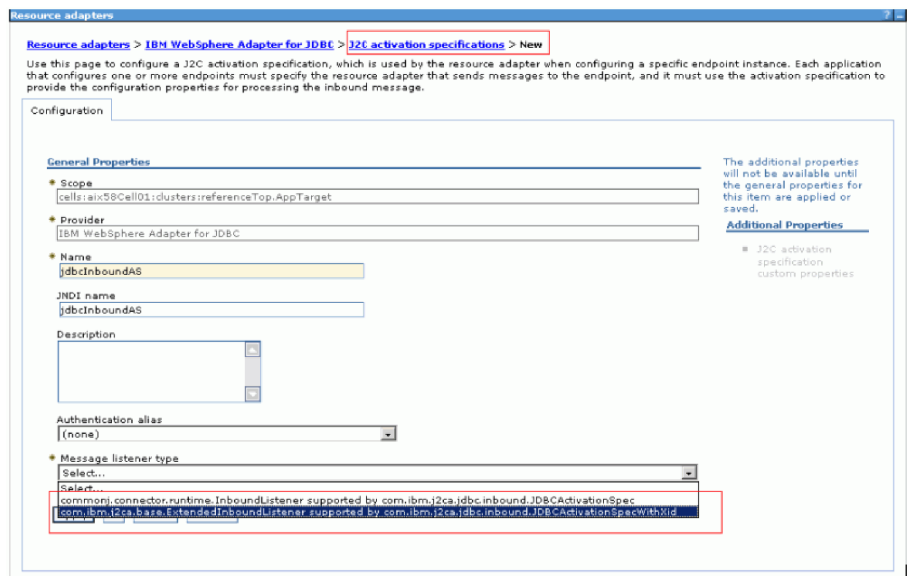 Resource adapters ? _
Resource adapters > IBM WebSphere Adapter for JDBC > J2C activation specifications > New
Use this page to configure a J2C activation specification, which is used by the resource adapter when configuring a specific endpoint instance. Each application
that configures one or more endpoints must specify the resource adapter that sends messages to the endpoint, and it must use the activation specification to
provide the configuration properties for processing the inbound message.
Configuration
General Properties
* Scope
cells:aix58Cell01:clusters:referenceTop.AppTarget
* Provider
IBM WebSphere Adapter for JDBC
* Name
jdbcInboundAS
JNDI name
jdbcInboundAS
Description
Authentication alias
(none)
* Message listener type
Select...
Select...
commonj.connector.runtime.InboundListener supported by com.ibm.j2ca.jdbc.inbound.JDBCActivationSpec
com.ibm.j2ca.base.ExtendedInboundListener supported by com.ibm.j2ca.jdbc.inbound.JDBCActivationSpecWithXid
The additional properties
will not be available until
the general properties for
this item are applied or
saved.
Additional Properties
J2C activation
specification
custom properties